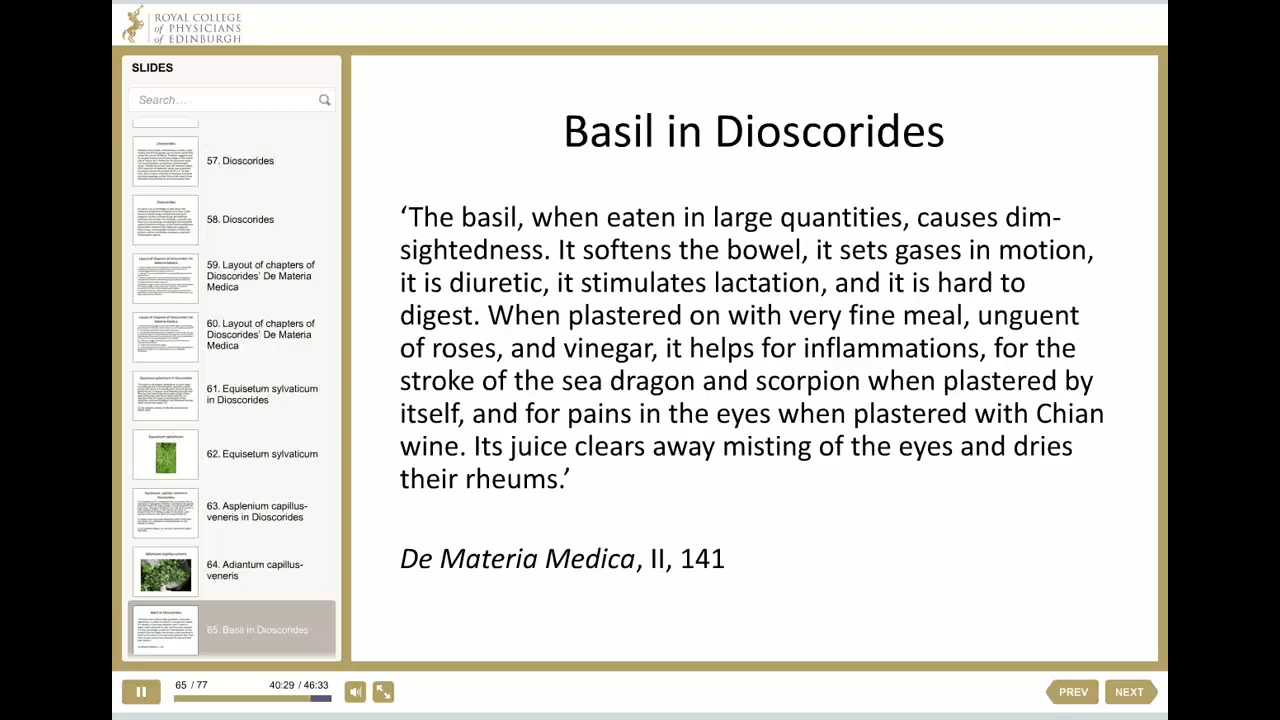 ROYAL COLLEGE
of PHYSICIANS
of EDINBURGH
SLIDES
Search...
57. Dioscorides
58. Dioscorides
59. Layout of chapters of
Dioscorides' De Materia
Medica
60. Layout of chapters of
Dioscorides' De Materia
Medica
61. Equisetum sylvaticum
in Dioscorides
62. Equisetum sylvaticum
63. Asplenium capillus-
veneris in Dioscorides
64. Adiantum capillus-
veneris
65. Basil in Dioscorides
Basil in Dioscorides
‘The basil, when eaten in large quantities, causes dim-
sightedness. It softens the bowel, it sets gases in motion,
it is diuretic, it stimulates lactation, and it is hard to
digest. When plastered on with very fine meal, unguent
of roses, and vinegar, it helps for inflammations, for the
stroke of the sea dragon and scorpion when plastered by
itself, and for pains in the eyes when plastered with Chian
wine. Its juice clears away misting of the eyes and dries
their rheums.’
De Materia Medica, II, 141
65 / 77
40:29 / 46:33
PREV
NEXT